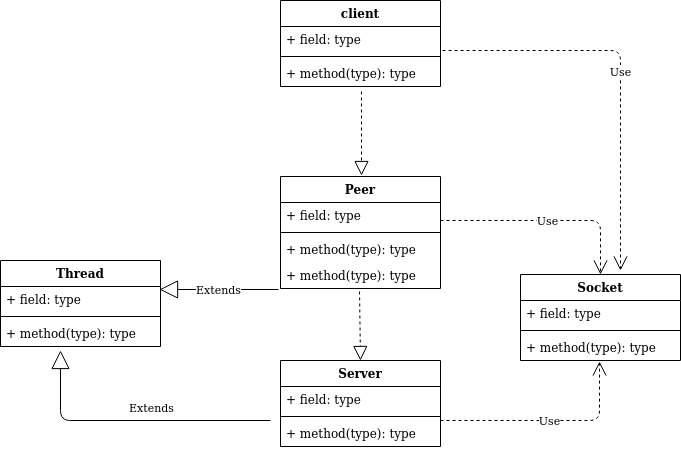 client
+ field: type
+ method(type): type
Use
Peer
+ field: type
+ method(type): type
+ method(type): type
Use
Thread
+ field: type
+ method(type): type
Extends
Socket
+ field: type
+ method(type): type
Server
+ field: type
+ method(type): type
Extends
Use